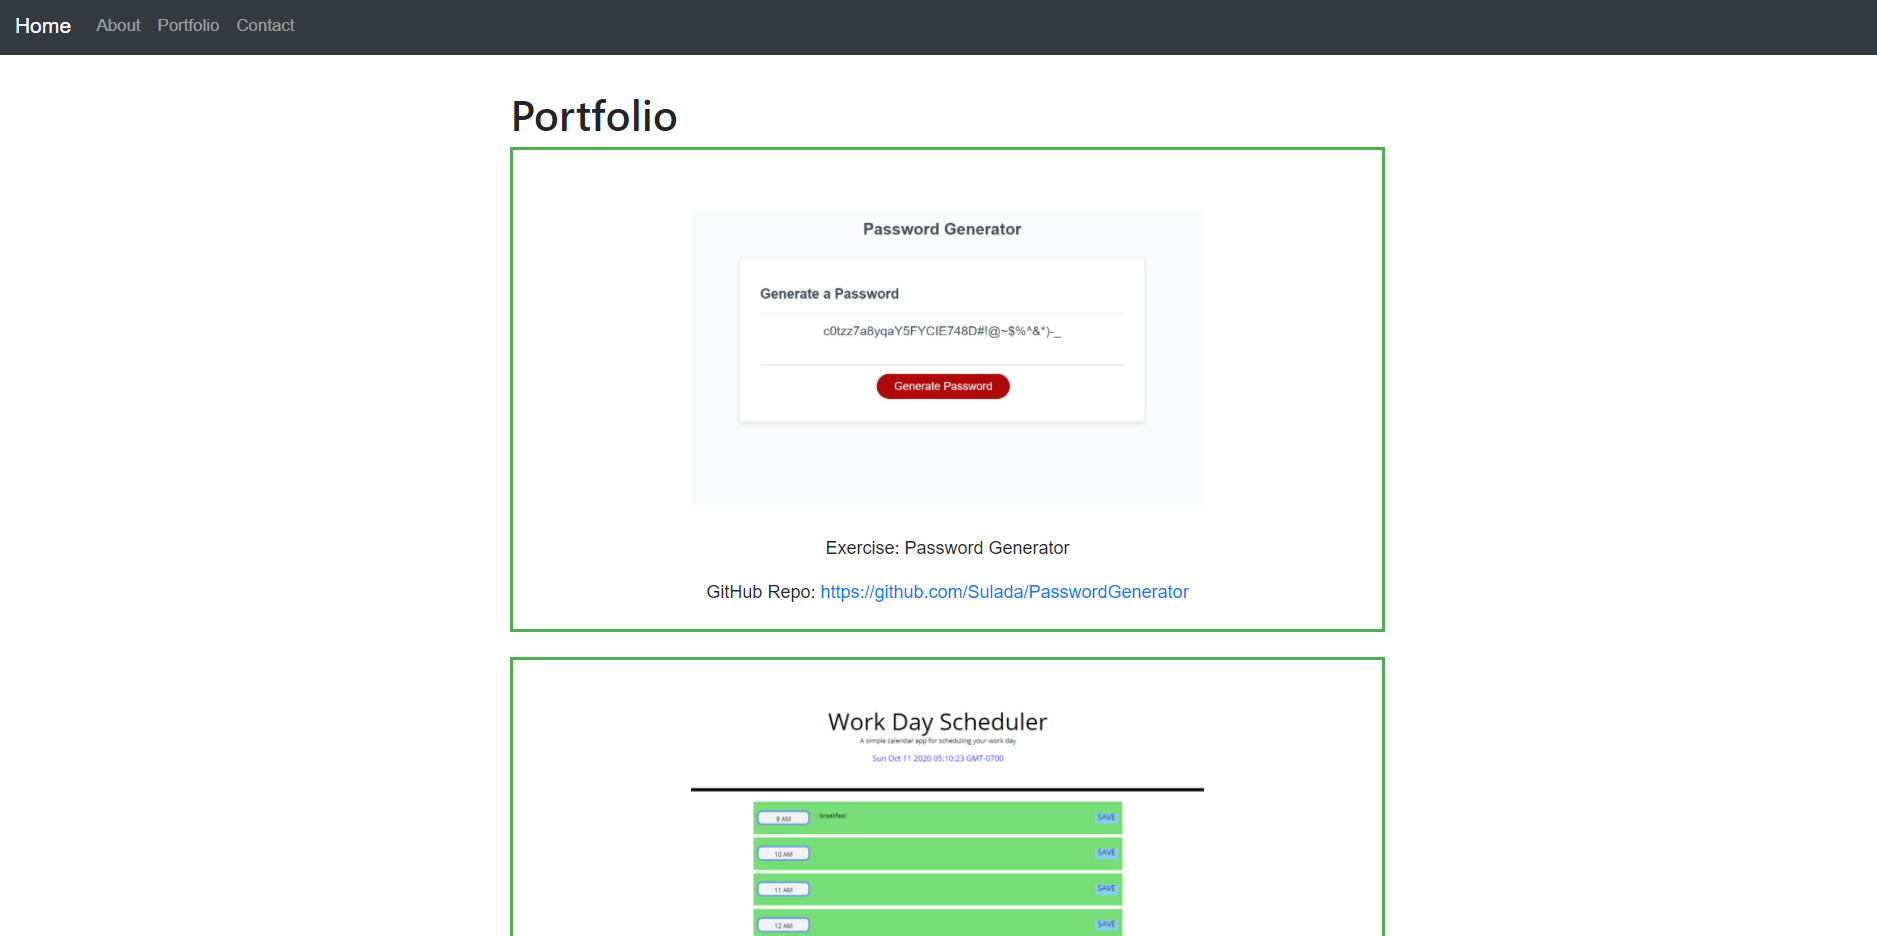 Home About Portfolio Contact
Portfolio
Password Generator
Generate a Password
c0tzz7a8yqaY5FYCIE748D#!@~$%^&*)-_
Generate Password
Exercise: Password Generator
GitHub Repo: https://github.com/Sulada/PasswordGenerator
Work Day Scheduler
A simple calendar app for scheduling your work day
Sun Oct 11 2020 05:10:23 GMT-0700
9 AM breakfast SAVE
10 AM SAVE
11 AM SAVE
12 AM SAVE